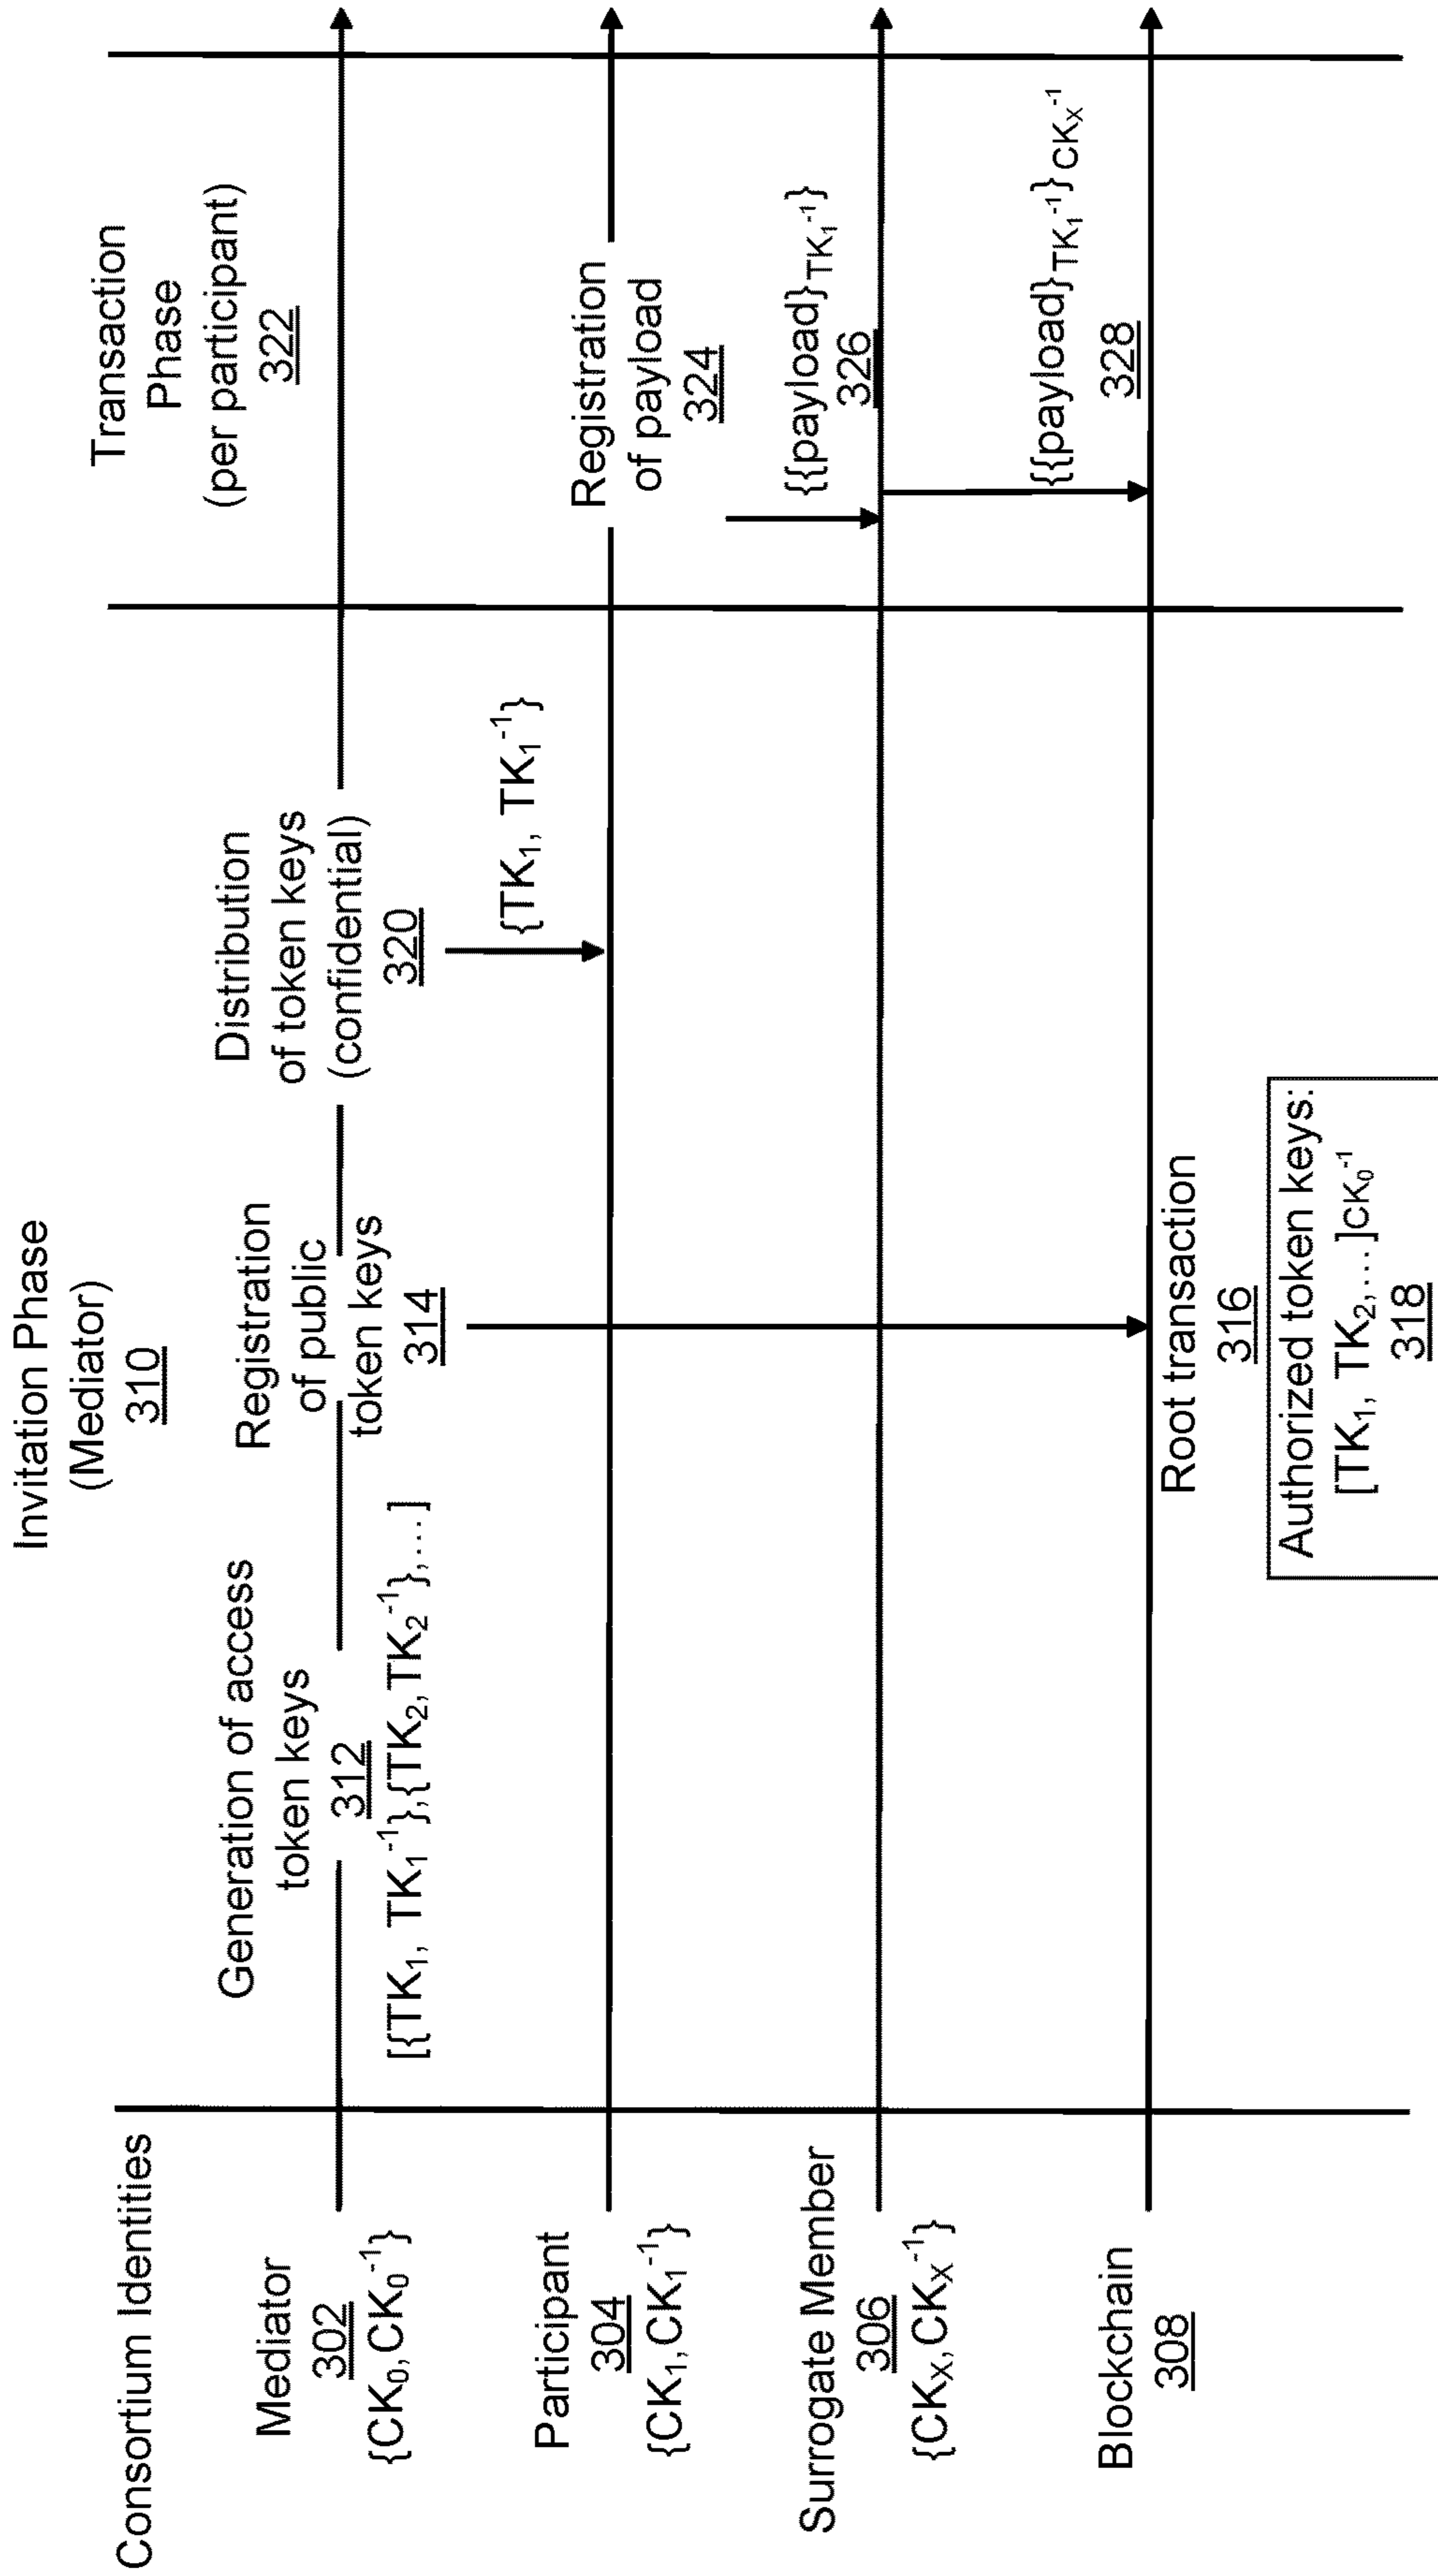 Consortium Identities
Invitation Phase
(Mediator)
310
Transaction
Phase
(per participant)
322
Mediator
302
{CK₀,CK₀⁻¹}
Generation of access
token keys
312
[{TK₁, TK₁⁻¹},{TK₂,TK₂⁻¹},...]
Registration
of public
token keys
314
Distribution
of token keys
(confidential)
320
{TK₁, TK₁⁻¹}
Participant
304
{CK₁,CK₁⁻¹}
Registration
of payload
324
{{payload}TK₁⁻¹}
326
Surrogate Member
306
{CKₓ,CKₓ⁻¹}
{{payload}TK₁⁻¹}CKₓ⁻¹
328
Blockchain
308
Root transaction
316
Authorized token keys:
[TK₁, TK₂,...]CK₀⁻¹
318